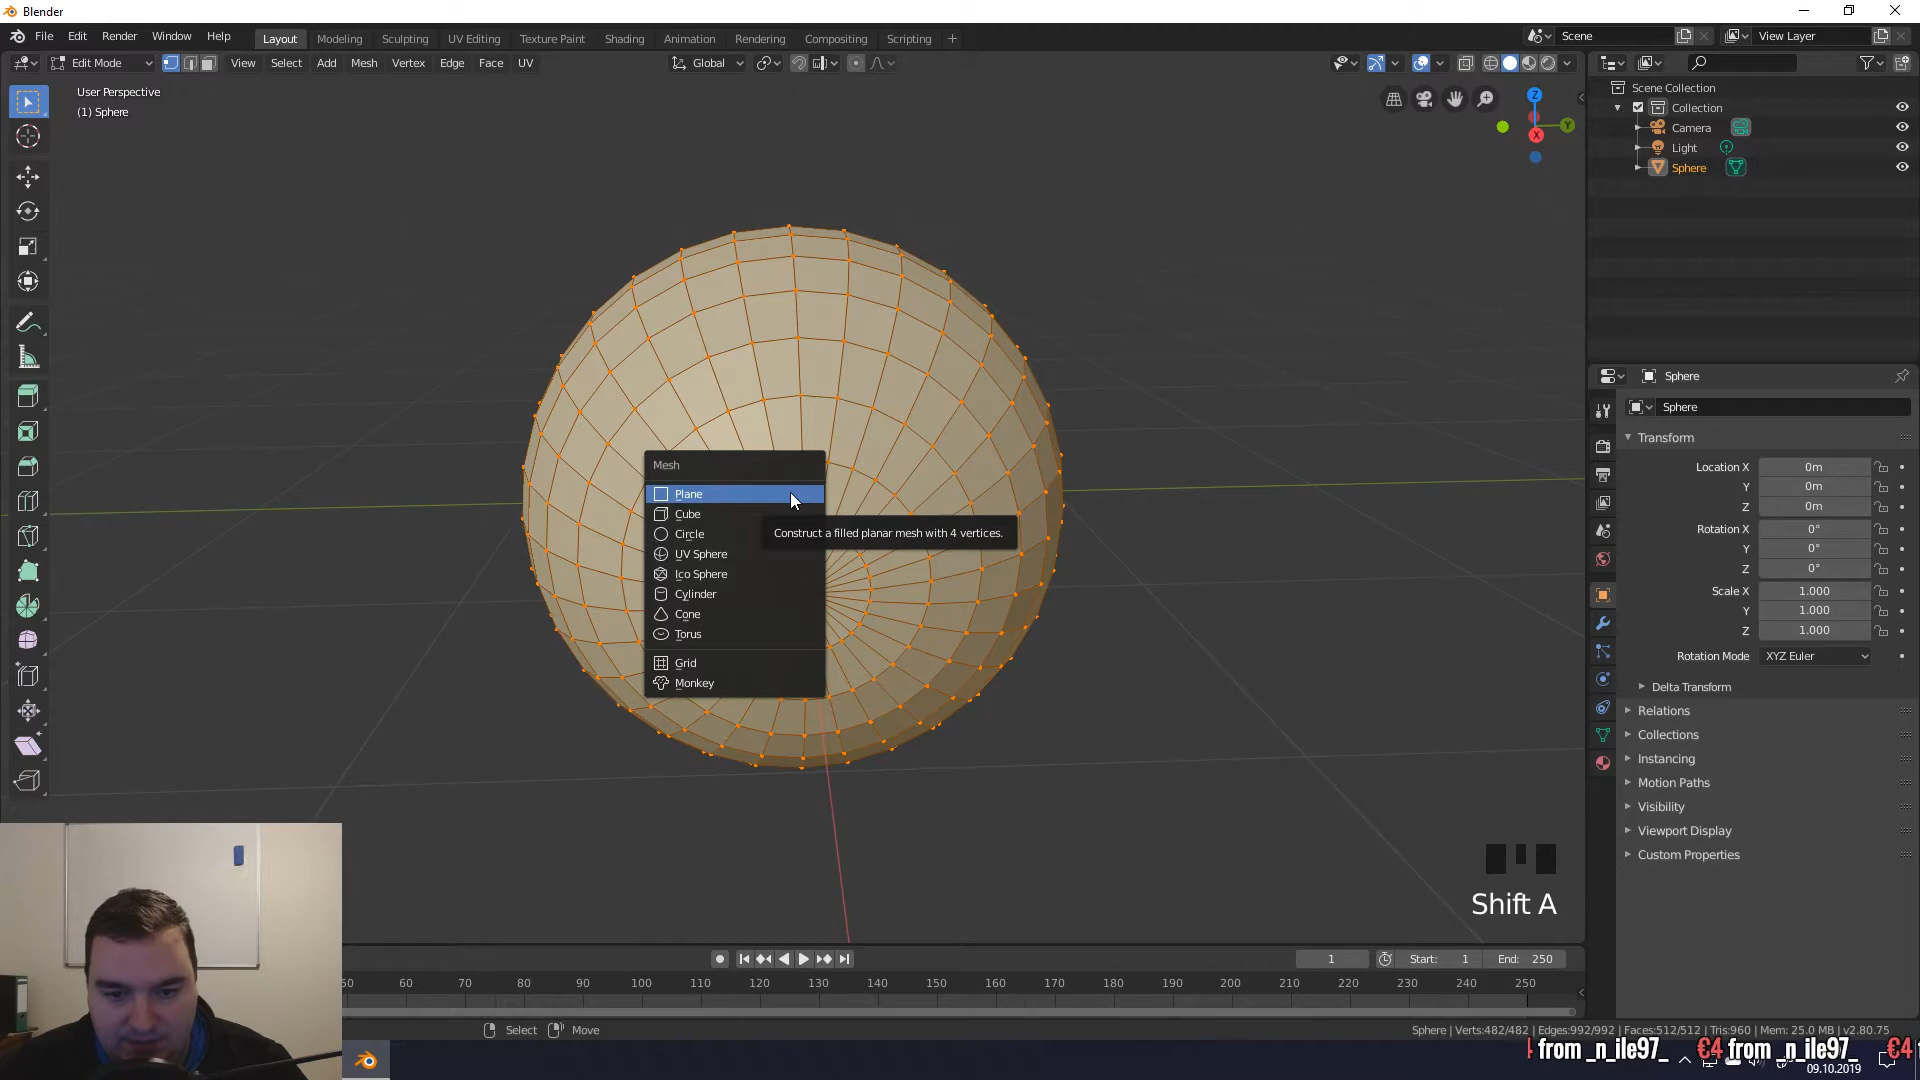 Blender
File Edit Render Window Help
Layout Modeling Sculpting UV Editing Texture Paint Shading Animation Rendering Compositing Scripting +
Scene
View Layer
Edit Mode View Select Add Mesh Vertex Edge Face UV
Global
User Perspective
(1) Sphere
Z
Y
X
Scene Collection
Collection
Camera
Light
Sphere
Mesh
Plane
Cube
Circle
UV Sphere
Ico Sphere
Cylinder
Cone
Torus
Grid
Monkey
Construct a filled planar mesh with 4 vertices.
Sphere
Sphere
Transform
Location X 0m
Y 0m
Z 0m
Rotation X 0°
Y 0°
Z 0°
Scale X 1.000
Y 1.000
Z 1.000
Rotation Mode XYZ Euler
Delta Transform
Relations
Collections
Instancing
Motion Paths
Visibility
Viewport Display
Custom Properties
Shift A
1 Start: 1 End: 250
50 60 70 80 90 100 110 120 130 140 150 160 170 180 190 200 210 220 230 240 250
Select Move
Sphere | Verts:482/482 | Edges:992/992 | Faces:512/512 | Tris:960 | Mem: 25.0 MB | v2.80.75
from _n_ile97_ €4 from _n_ile97_ €4
09.10.2019